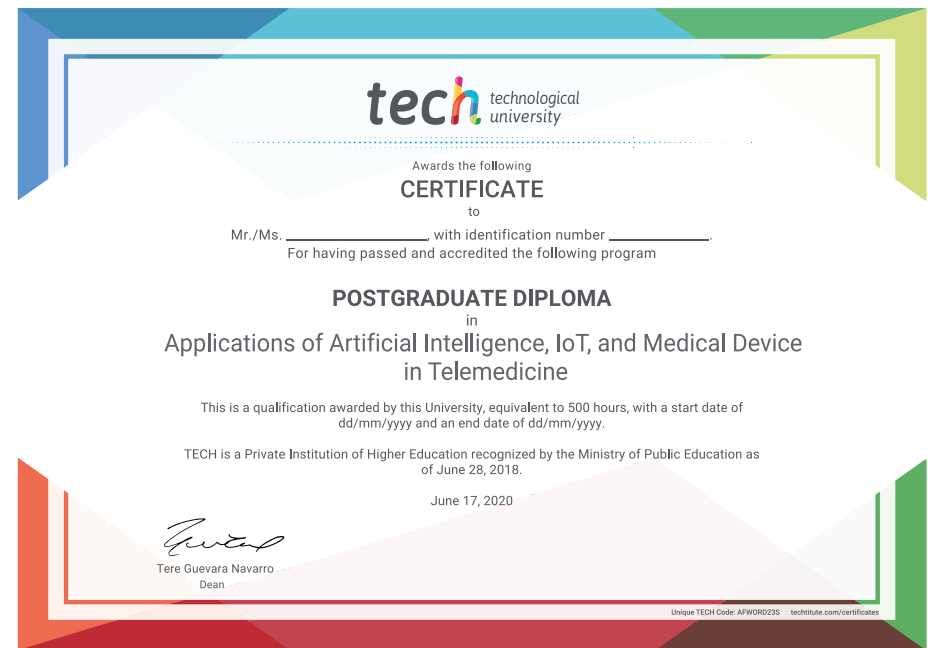 tech technological
university
Awards the following
CERTIFICATE
to
Mr./Ms. __________________, with identification number _____________.
For having passed and accredited the following program
POSTGRADUATE DIPLOMA
in
Applications of Artificial Intelligence, IoT, and Medical Device
in Telemedicine
This is a qualification awarded by this University, equivalent to 500 hours, with a start date of
dd/mm/yyyy and an end date of dd/mm/yyyy.
TECH is a Private Institution of Higher Education recognized by the Ministry of Public Education as
of June 28, 2018.
June 17, 2020
Tere Guevara Navarro
Dean
Unique TECH Code: AFWORD23S techtitute.com/certificates